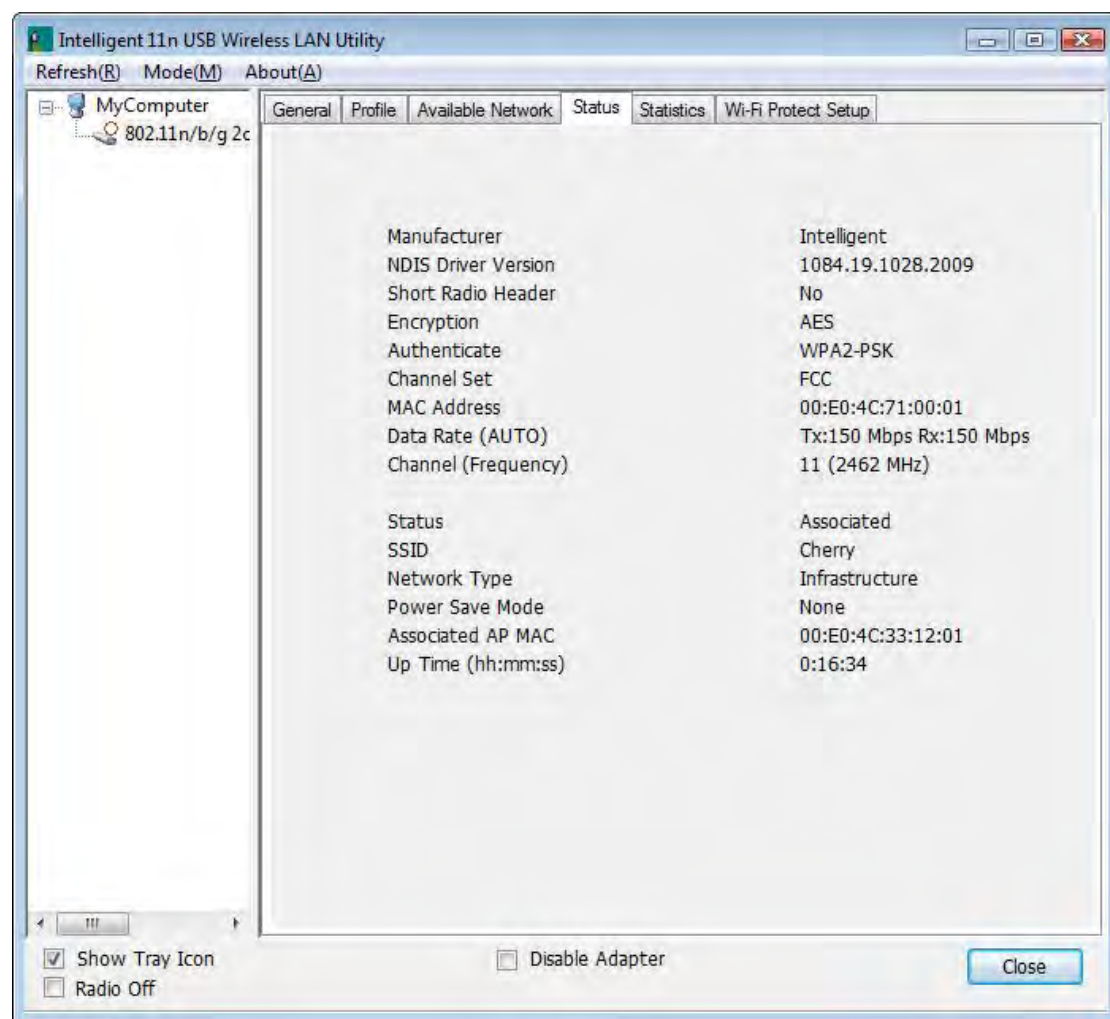 Intelligent 11n USB Wireless LAN Utility
Refresh(R) Mode(M) About(A)
MyComputer
802.11n/b/g 2c
General Profile Available Network Status Statistics Wi-Fi Protect Setup
Manufacturer Intelligent
NDIS Driver Version 1084.19.1028.2009
Short Radio Header No
Encryption AES
Authenticate WPA2-PSK
Channel Set FCC
MAC Address 00:E0:4C:71:00:01
Data Rate (AUTO) Tx:150 Mbps Rx:150 Mbps
Channel (Frequency) 11 (2462 MHz)
Status Associated
SSID Cherry
Network Type Infrastructure
Power Save Mode None
Associated AP MAC 00:E0:4C:33:12:01
Up Time (hh:mm:ss) 0:16:34
Show Tray Icon
Radio Off
Disable Adapter
Close